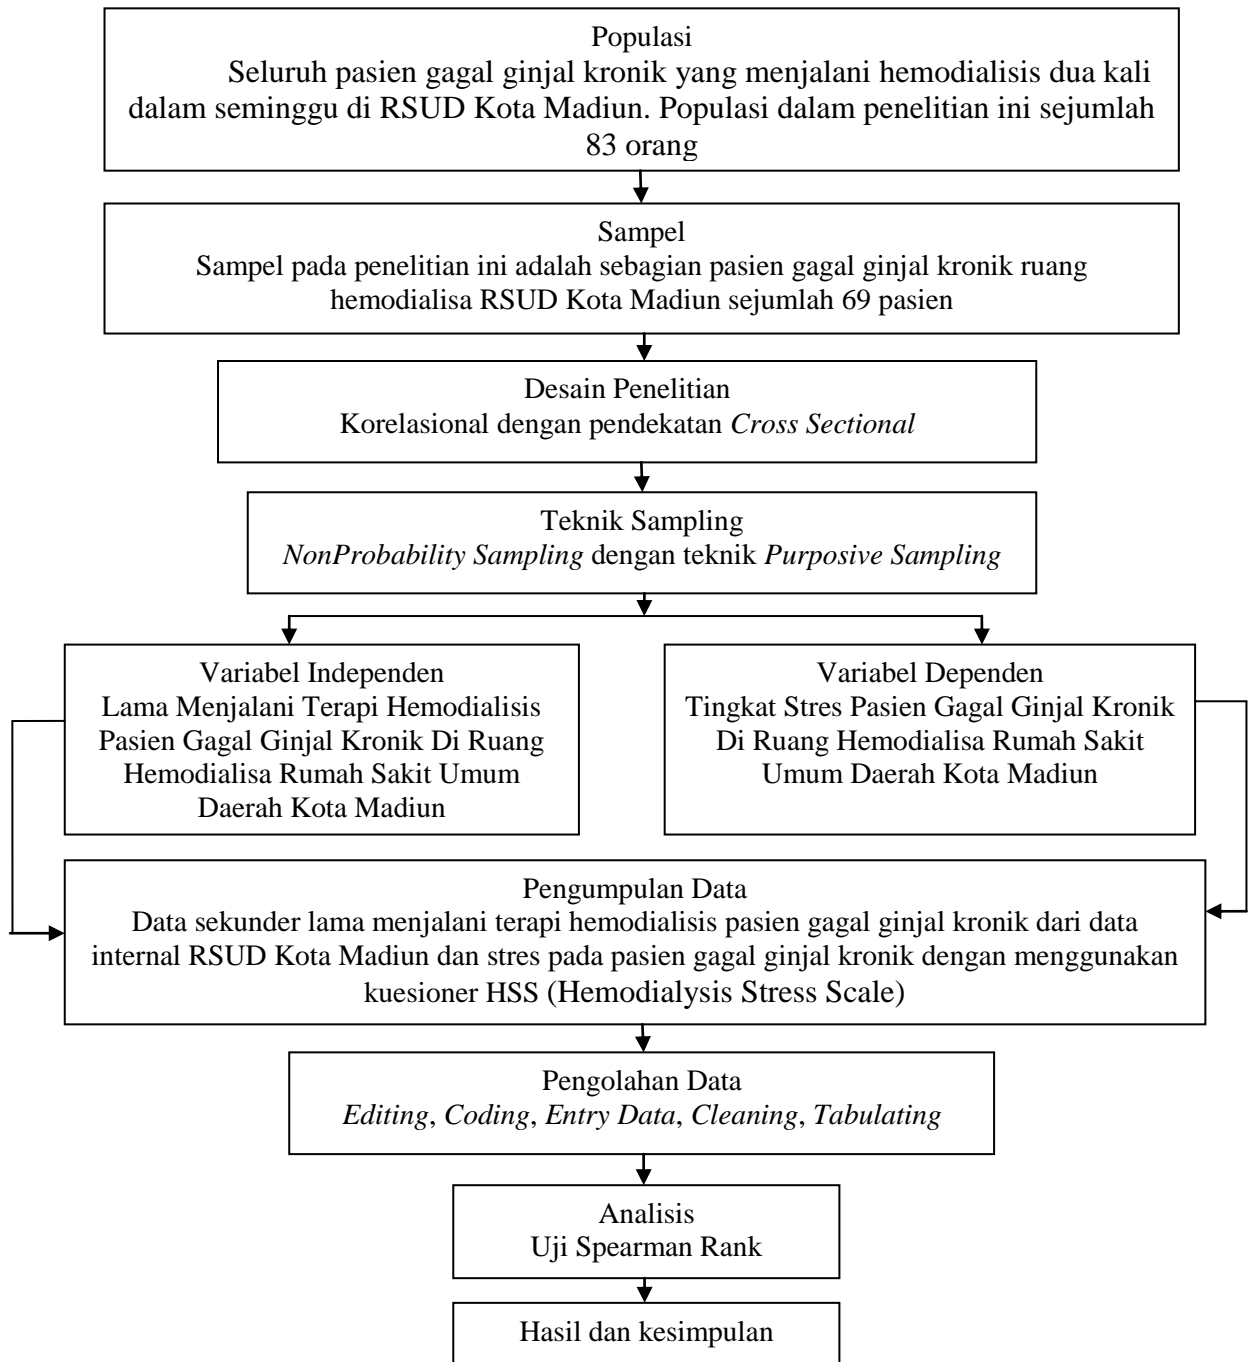 Populasi
Seluruh pasien gagal ginjal kronik yang menjalani hemodialisis dua kali
dalam seminggu di RSUD Kota Madiun. Populasi dalam penelitian ini sejumlah
83 orang
Sampel
Sampel pada penelitian ini adalah sebagian pasien gagal ginjal kronik ruang
hemodialisa RSUD Kota Madiun sejumlah 69 pasien
Desain Penelitian
Korelasional dengan pendekatan Cross Sectional
Teknik Sampling
NonProbability Sampling dengan teknik Purposive Sampling
Variabel Independen
Lama Menjalani Terapi Hemodialisis
Pasien Gagal Ginjal Kronik Di Ruang
Hemodialisa Rumah Sakit Umum
Daerah Kota Madiun
Variabel Dependen
Tingkat Stres Pasien Gagal Ginjal Kronik
Di Ruang Hemodialisa Rumah Sakit
Umum Daerah Kota Madiun
Pengumpulan Data
Data sekunder lama menjalani terapi hemodialisis pasien gagal ginjal kronik dari data
internal RSUD Kota Madiun dan stres pada pasien gagal ginjal kronik dengan menggunakan
kuesioner HSS (Hemodialysis Stress Scale)
Pengolahan Data
Editing, Coding, Entry Data, Cleaning, Tabulating
Analisis
Uji Spearman Rank
Hasil dan kesimpulan